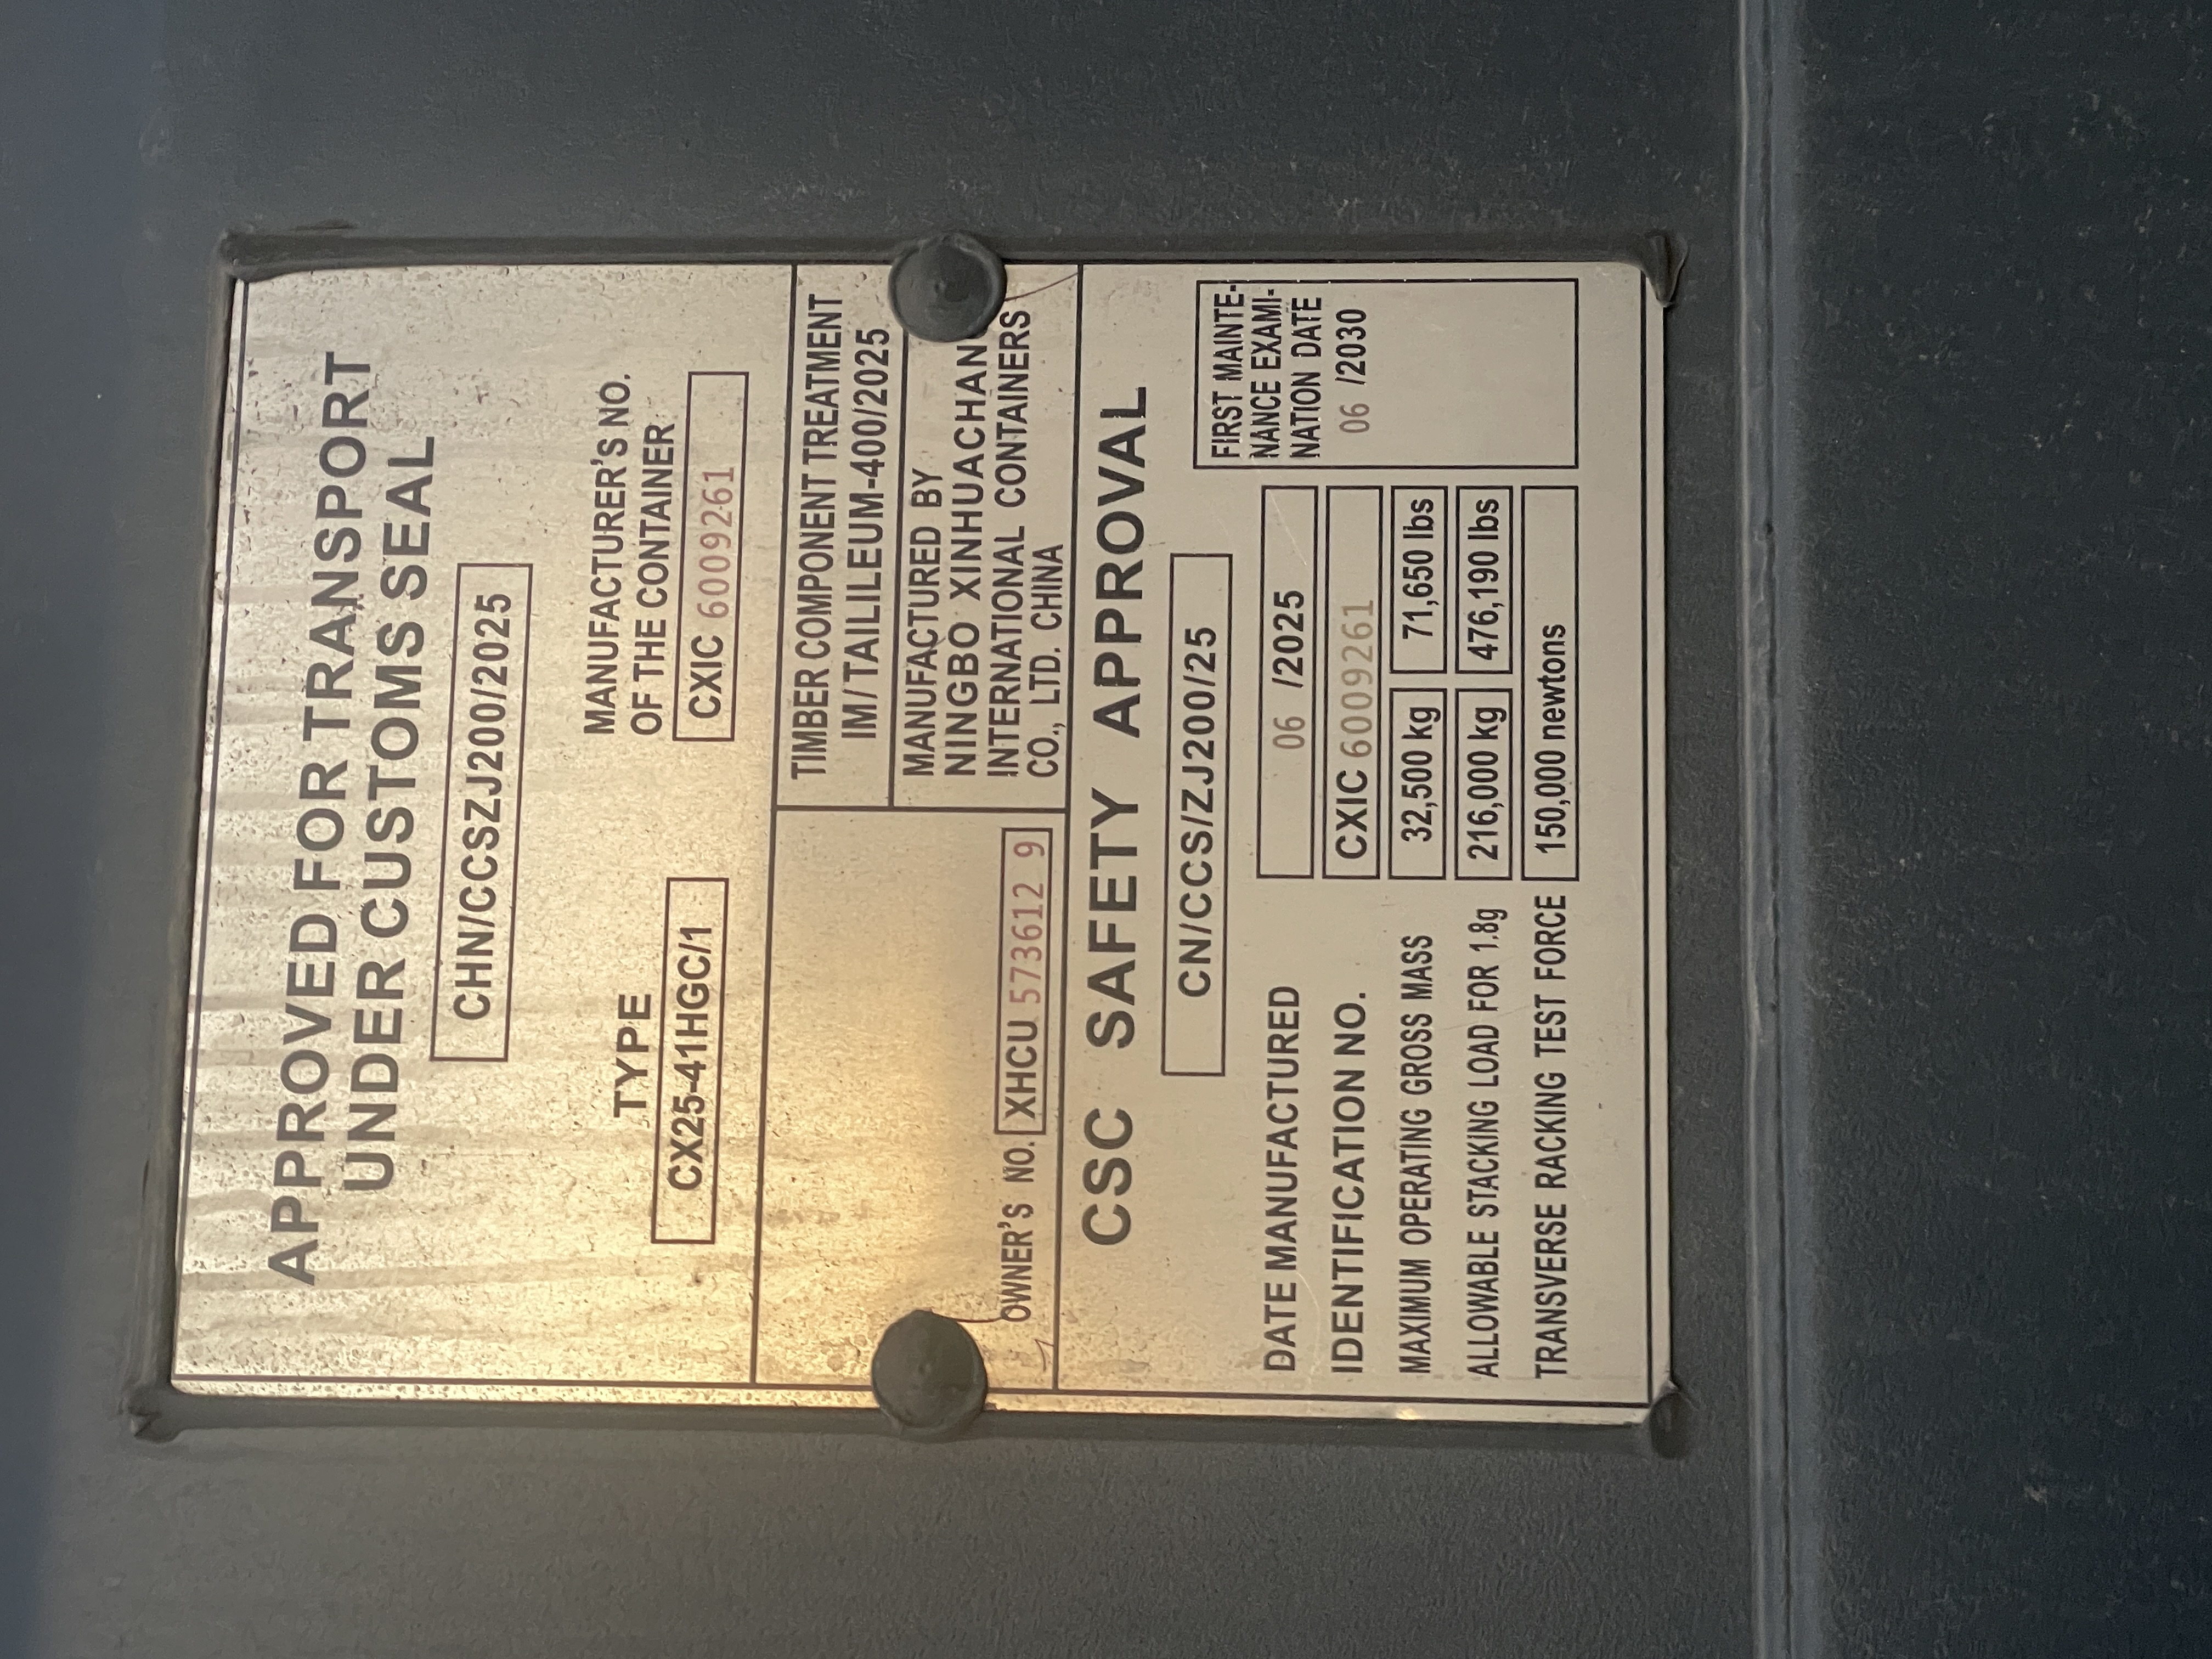 APPROVED FOR TRANSPORT
UNDER CUSTOMS SEAL
CHN/CCSZJ200/2025
TYPE
CX25-41HGC/1
MANUFACTURER'S NO.
OF THE CONTAINER
CXIC 6009261
TIMBER COMPONENT TREATMENT
IM/TAILILEUM-400/2025
MANUFACTURED BY
NINGBO XINHUACHAN
INTERNATIONAL CONTAINERS
CO., LTD. CHINA
OWNER'S NO. XHCU 573612 9
CSC SAFETY APPROVAL
CN/CCS/ZJ200/25
DATE MANUFACTURED 06 /2025
IDENTIFICATION NO. CXIC 6009261
MAXIMUM OPERATING GROSS MASS 32,500 kg 71,650 lbs
ALLOWABLE STACKING LOAD FOR 1.8g 216,000 kg 476,190 lbs
TRANSVERSE RACKING TEST FORCE 150,000 newtons
FIRST MAINTE-
NANCE EXAMI-
NATION DATE
06 /2030